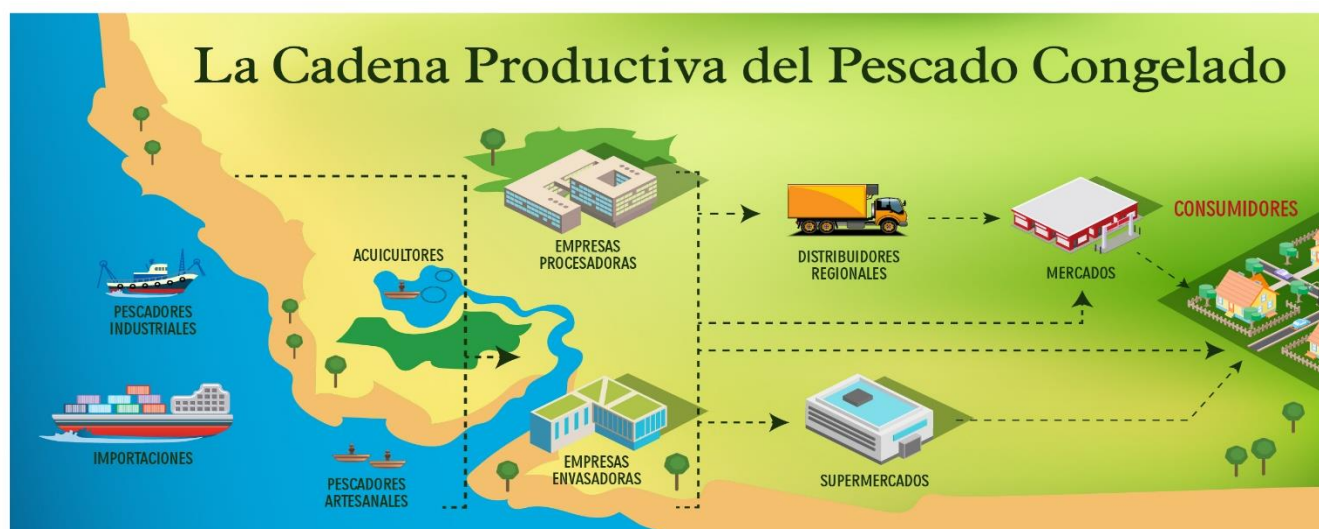 La Cadena Productiva del Pescado Congelado
PESCADORES
INDUSTRIALES
IMPORTACIONES
ACUICULTORES
PESCADORES
ARTESANALES
EMPRESAS
PROCESADORAS
EMPRESAS
ENVASADORAS
DISTRIBUIDORES
REGIONALES
SUPERMERCADOS
MERCADOS
CONSUMIDORES